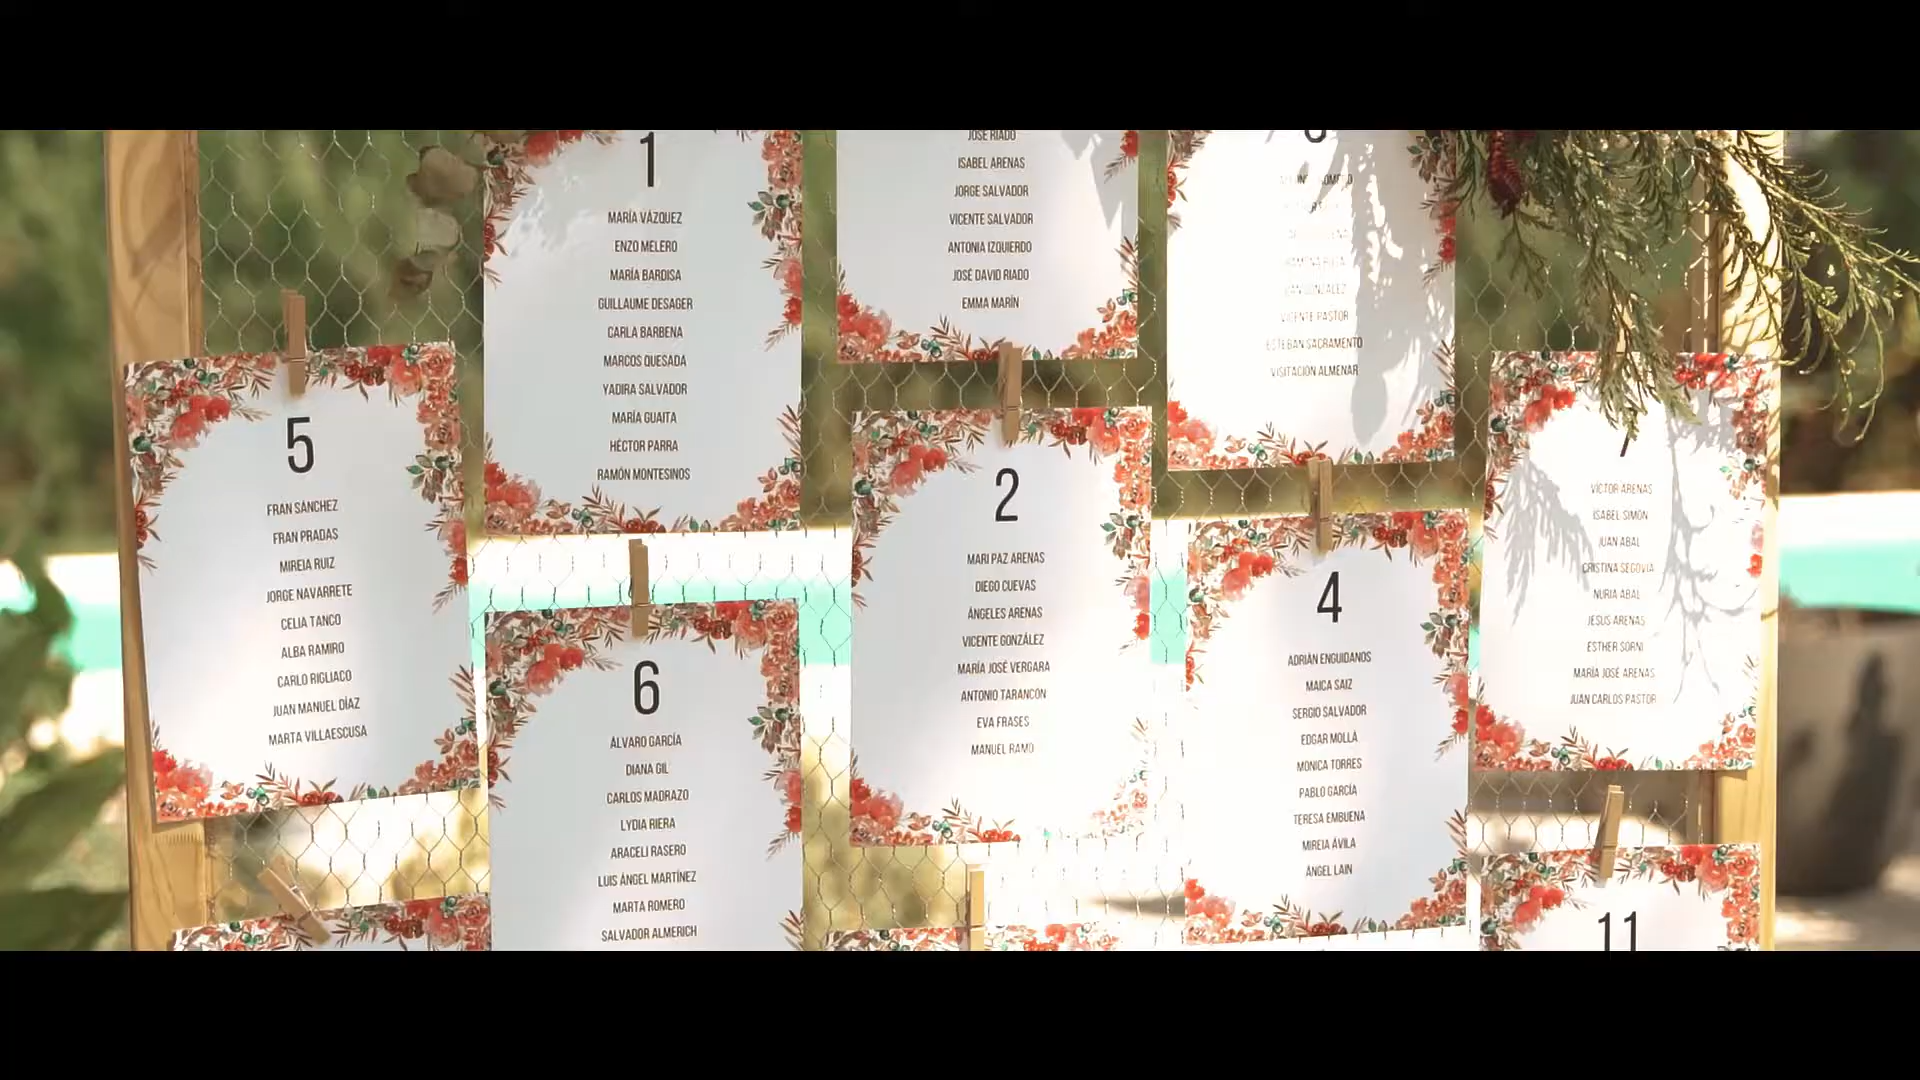 1
MARÍA VÁZQUEZ
ENZO MELERO
MARÍA BARDISA
GUILLAUME DESAGER
CARLA BARBENA
MARCOS QUESADA
YADIRA SALVADOR
MARÍA GUAITA
HÉCTOR PARRA
RAMÓN MONTESINOS
JOSÉ RIADO
ISABEL ARENAS
JORGE SALVADOR
VICENTE SALVADOR
ANTONIA IZQUIERDO
JOSÉ DAVID RIADO
EMMA MARÍN
VICENTE PASTOR
ESTEBAN SACRAMENTO
VISITACIÓN ALMENAR
5
FRAN SÁNCHEZ
FRAN PRADAS
MIREIA RUIZ
JORGE NAVARRETE
CELIA TANCO
ALBA RAMIRO
CARLO RIGLIACO
JUAN MANUEL DÍAZ
MARTA VILLAESCUSA
6
ÁLVARO GARCÍA
DIANA GIL
CARLOS MADRAZO
LYDIA RIERA
ARACELI RASERO
LUIS ÁNGEL MARTÍNEZ
MARTA ROMERO
SALVADOR ALMERICH
2
MARI PAZ ARENAS
DIEGO CUEVAS
ÁNGELES ARENAS
VICENTE GONZÁLEZ
MARÍA JOSÉ VERGARA
ANTONIO TARANCÓN
EVA FRASES
MANUEL RAMO
4
ADRIÁN ENGUIDANOS
MAICA SAIZ
SERGIO SALVADOR
EDGAR MOLLÁ
MONICA TORRES
PABLO GARCÍA
TERESA EMBUENA
MIREIA ÁVILA
ÁNGEL LAIN
7
VÍCTOR ARENAS
ISABEL SIMÓN
JUAN ABAL
CRISTINA SEGOVIA
NURIA ABAL
JESÚS ARENAS
ESTHER SORNI
MARÍA JOSÉ ARENAS
JUAN CARLOS PASTOR
11